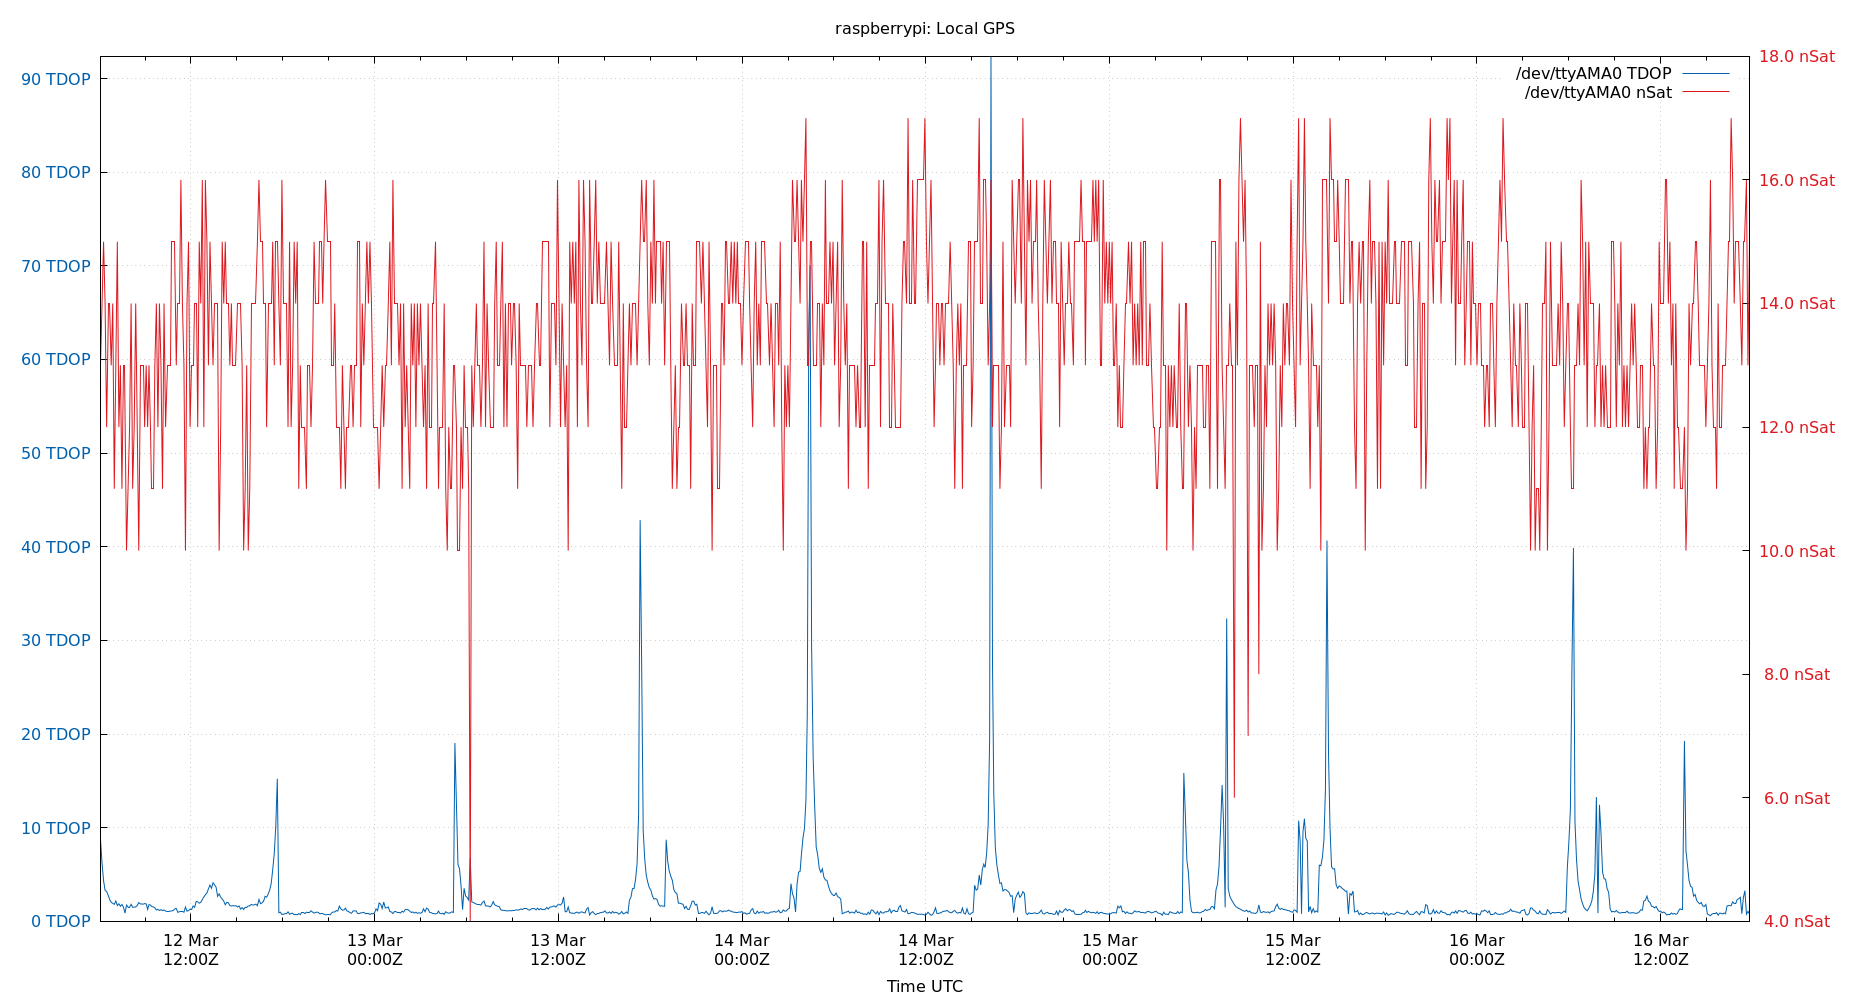 raspberrypi: Local GPS
90 TDOP
80 TDOP
70 TDOP
60 TDOP
50 TDOP
40 TDOP
30 TDOP
20 TDOP
10 TDOP
0 TDOP
18.0 nSat
16.0 nSat
14.0 nSat
12.0 nSat
10.0 nSat
8.0 nSat
6.0 nSat
4.0 nSat
/dev/ttyAMA0 TDOP
/dev/ttyAMA0 nSat
12 Mar
12:00Z
13 Mar
00:00Z
13 Mar
12:00Z
14 Mar
00:00Z
14 Mar
12:00Z
15 Mar
00:00Z
15 Mar
12:00Z
16 Mar
00:00Z
16 Mar
12:00Z
Time UTC